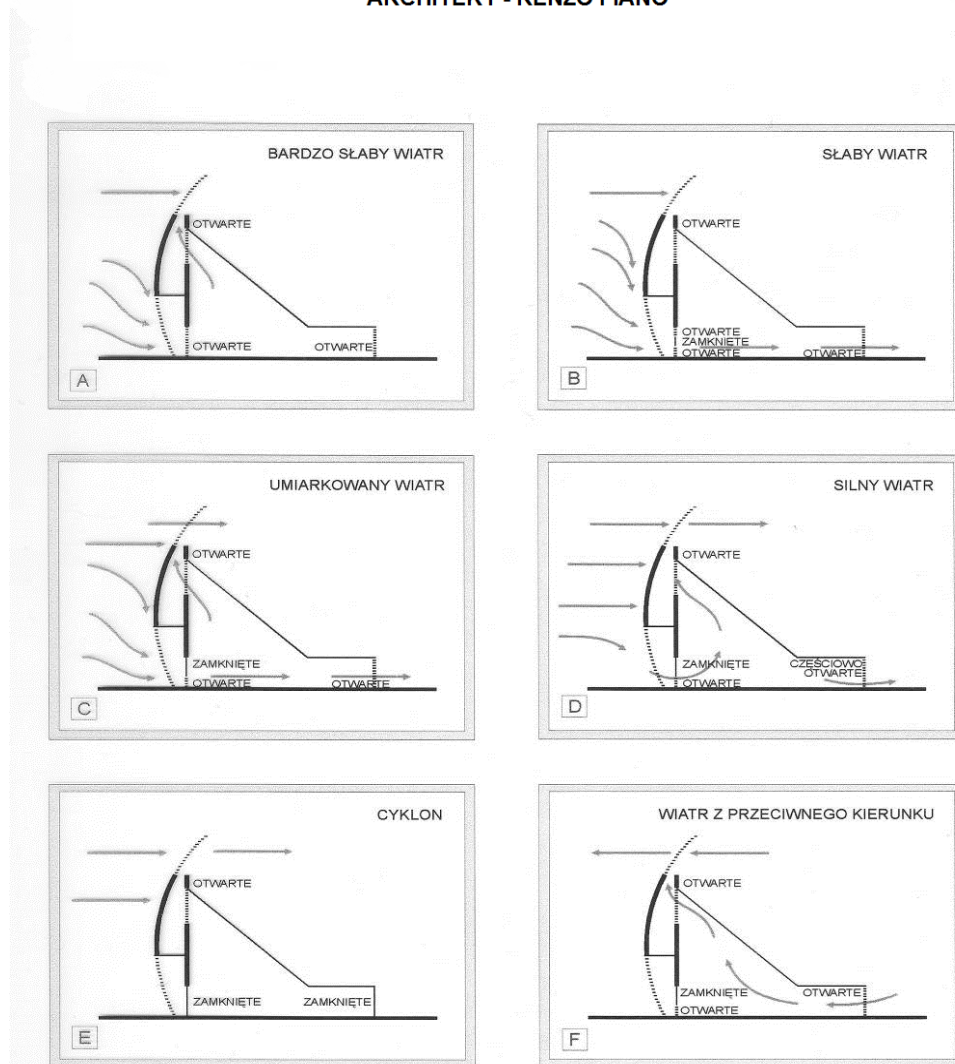 ARCHITEKT - RENZO PIANO
BARDZO SŁABY WIATR
OTWARTE
OTWARTE
OTWARTE
A
SŁABY WIATR
OTWARTE
OTWARTE
ZAMKNIĘTE
OTWARTE
OTWARTE
B
UMIARKOWANY WIATR
OTWARTE
ZAMKNIĘTE
OTWARTE
OTWARTE
C
SILNY WIATR
OTWARTE
ZAMKNIĘTE
OTWARTE
CZĘŚCIOWO
OTWARTE
D
CYKLON
OTWARTE
ZAMKNIĘTE
ZAMKNIĘTE
E
WIATR Z PRZECIWNEGO KIERUNKU
OTWARTE
ZAMKNIĘTE
OTWARTE
OTWARTE
F